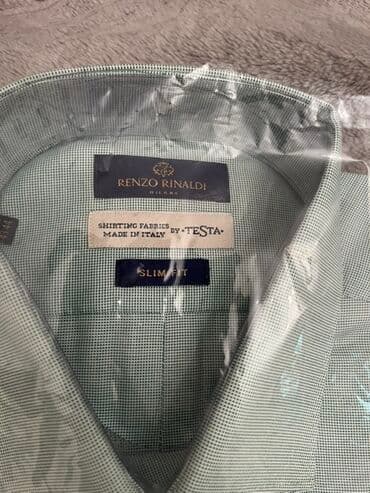 RENZO RINALDI
MILANO
SHIRTING FABRICS
MADE IN ITALY BY •TESTA•
SLIM FIT